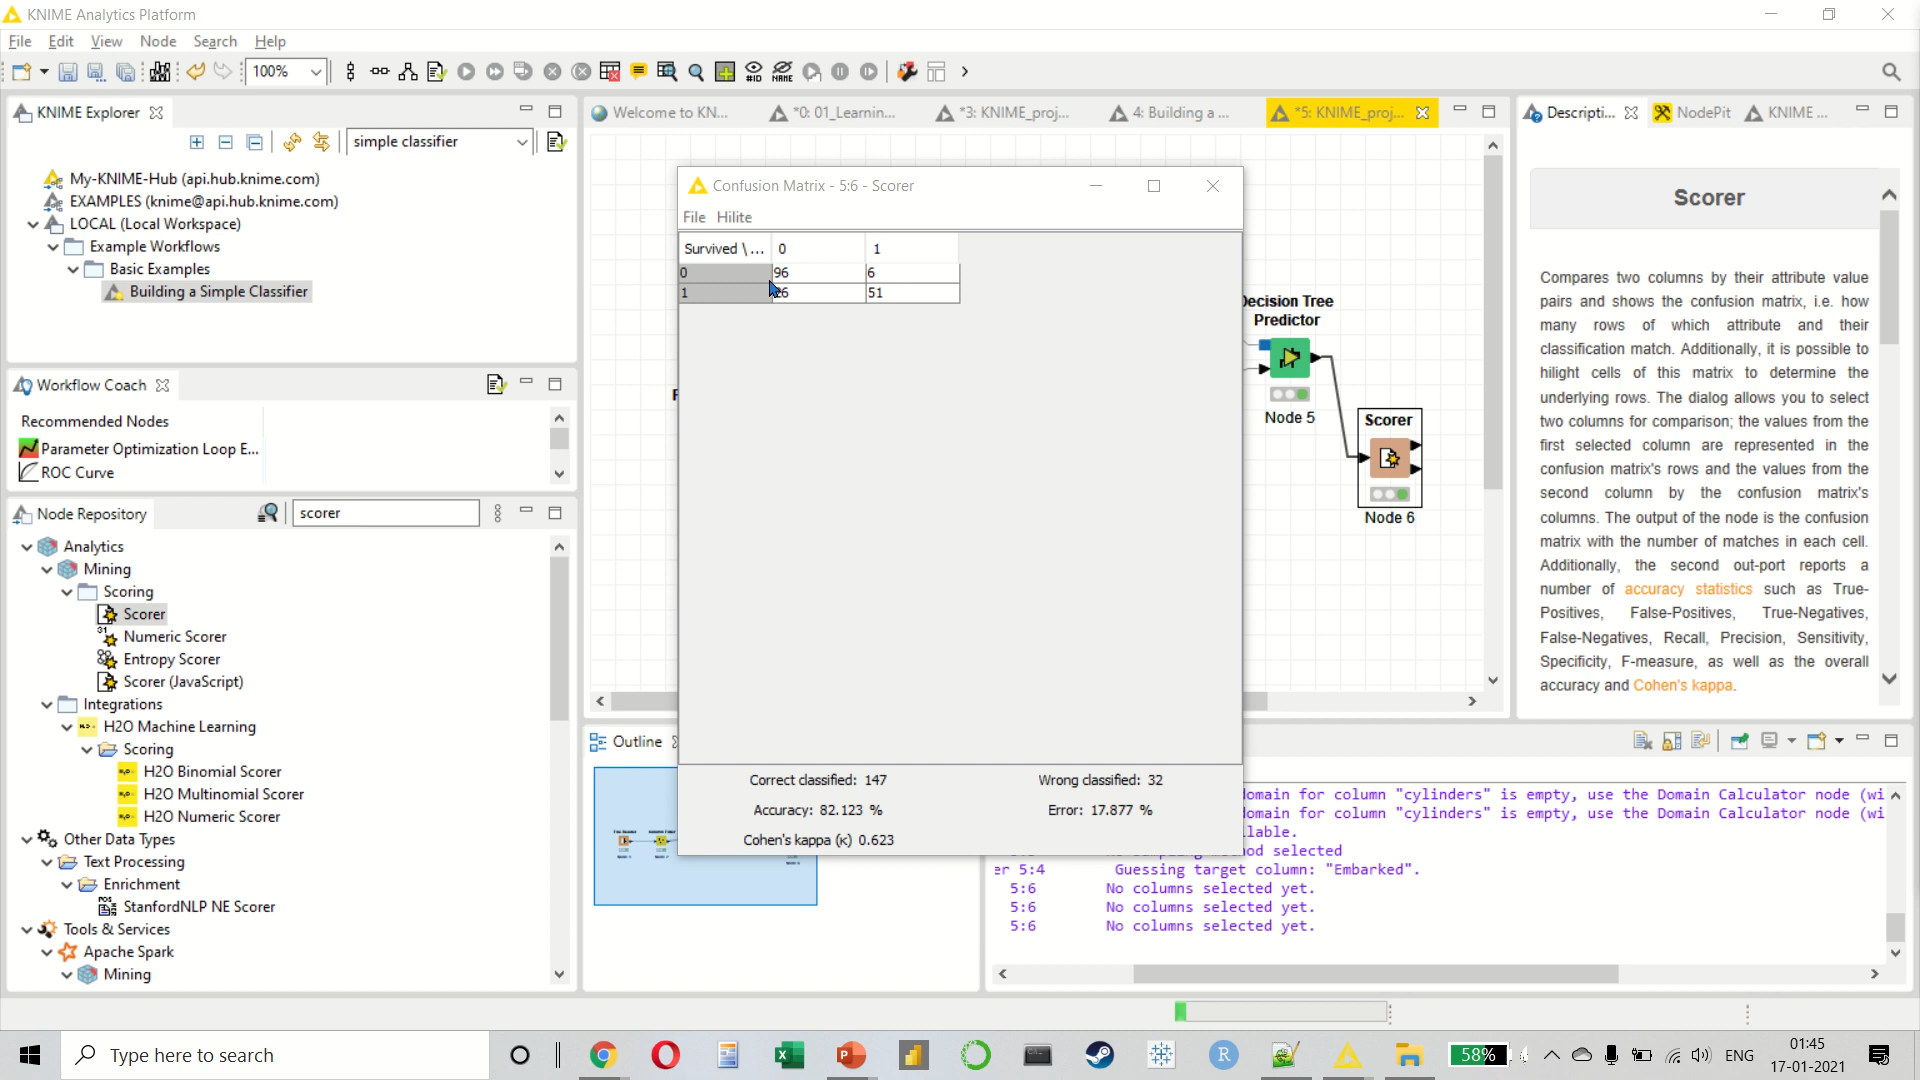 KNIME Analytics Platform
File Edit View Node Search Help
100%
KNIME Explorer
simple classifier
My-KNIME-Hub (api.hub.knime.com)
EXAMPLES (knime@api.hub.knime.com)
LOCAL (Local Workspace)
Example Workflows
Basic Examples
Building a Simple Classifier
Workflow Coach
Recommended Nodes
Parameter Optimization Loop E...
ROC Curve
Node Repository
scorer
Analytics
Mining
Scoring
Scorer
Numeric Scorer
Entropy Scorer
Scorer (JavaScript)
Integrations
H2O Machine Learning
Scoring
H2O Binomial Scorer
H2O Multinomial Scorer
H2O Numeric Scorer
Other Data Types
Text Processing
Enrichment
StanfordNLP NE Scorer
Tools & Services
Apache Spark
Mining
Welcome to KN...
*0: 01_Learnin...
*3: KNIME_proj...
4: Building a ...
*5: KNIME_proj...
Confusion Matrix - 5:6 - Scorer
File Hilite
Survived \ ... 0 1
0 96 6
1 26 51
Correct classified: 147
Wrong classified: 32
Accuracy: 82.123 %
Error: 17.877 %
Cohen's kappa (κ) 0.623
Decision Tree
Predictor
Node 5
Scorer
Node 6
Outline
Descripti...
NodePit
KNIME ...
Scorer
Compares two columns by their attribute value
pairs and shows the confusion matrix, i.e. how
many rows of which attribute and their
classification match. Additionally, it is possible to
hilight cells of this matrix to determine the
underlying rows. The dialog allows you to select
two columns for comparison; the values from the
first selected column are represented in the
confusion matrix's rows and the values from the
second column by the confusion matrix's
columns. The output of the node is the confusion
matrix with the number of matches in each cell.
Additionally, the second out-port reports a
number of accuracy statistics such as True-
Positives, False-Positives, True-Negatives,
False-Negatives, Recall, Precision, Sensitivity,
Specificity, F-measure, as well as the overall
accuracy and Cohen's kappa.
domain for column "cylinders" is empty, use the Domain Calculator node (wi
domain for column "cylinders" is empty, use the Domain Calculator node (wi
lable.
selected
er 5:4 Guessing target column: "Embarked".
5:6 No columns selected yet.
5:6 No columns selected yet.
5:6 No columns selected yet.
Type here to search
58%
ENG
01:45
17-01-2021